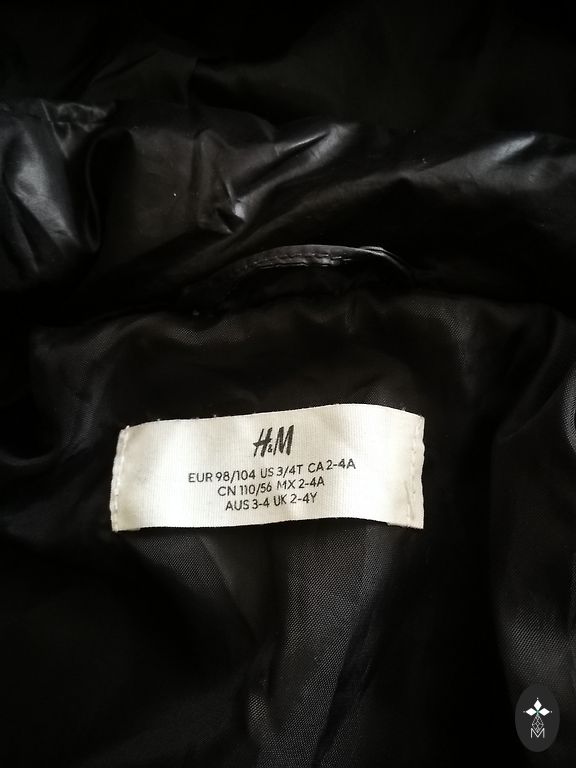 H&M
EUR 98/104 US 3/4T CA 2-4A
CN 110/56 MX 2-4A
AUS 3-4 UK 2-4Y
M